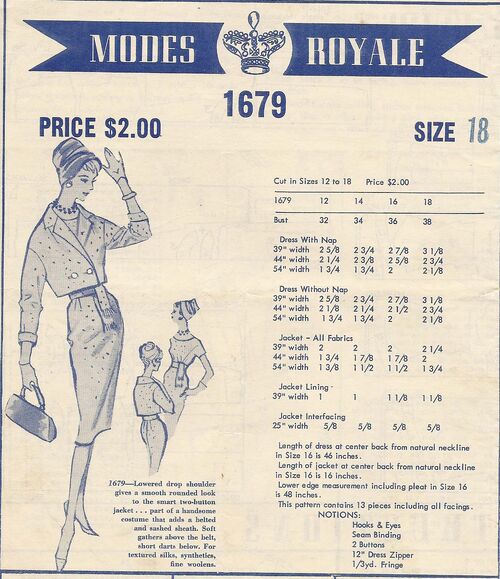 MODES ROYALE
1679
PRICE $2.00
SIZE 18
Cut in Sizes 12 to 18 Price $2.00
1679 12 14 16 18
Bust 32 34 36 38
Dress With Nap
39" width 2 5/8 2 3/4 2 7/8 3 1/8
44" width 2 1/4 2 3/8 2 5/8 2 3/4
54" width 1 3/4 1 3/4 2 2 1/8
Dress Without Nap
39" width 2 5/8 2 3/4 2 7/8 3 1/8
44" width 2 1/8 2 1/4 2 1/2 2 3/4
54" width 1 3/4 1 3/4 2 2 1/8
Jacket - All Fabrics
39" width 2 2 2 2 1/4
44" width 1 3/4 1 7/8 1 7/8 2
54" width 1 3/8 1 1/2 1 1/2 1 3/4
Jacket Lining -
39" width 1 1 1 1/8 1 1/8
Jacket Interfacing
25" width 5/8 5/8 5/8 5/8
Length of dress at center back from natural neckline
in Size 16 is 46 inches.
Length of jacket at center back from natural neckline
in Size 16 is 16 inches.
Lower edge measurement including pleat in Size 16
is 48 inches.
This pattern contains 13 pieces including all facings.
NOTIONS:
Hooks & Eyes
Seam Binding
2 Buttons
12" Dress Zipper
1/3yd. Fringe
1679—Lowered drop shoulder
gives a smooth rounded look
to the smart two-button
jacket . . . part of a handsome
costume that adds a belted
and sashed sheath. Soft
gathers above the belt,
short darts below. For
textured silks, synthetics,
fine woolens.